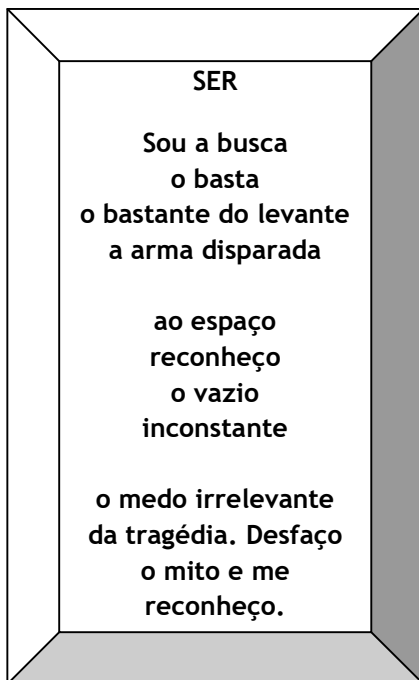 SER
Sou a busca
o basta
o bastante do levante
a arma disparada
ao espaço
reconheço
o vazio
inconstante
o medo irrelevante
da tragédia. Desfaço
o mito e me
reconheço.